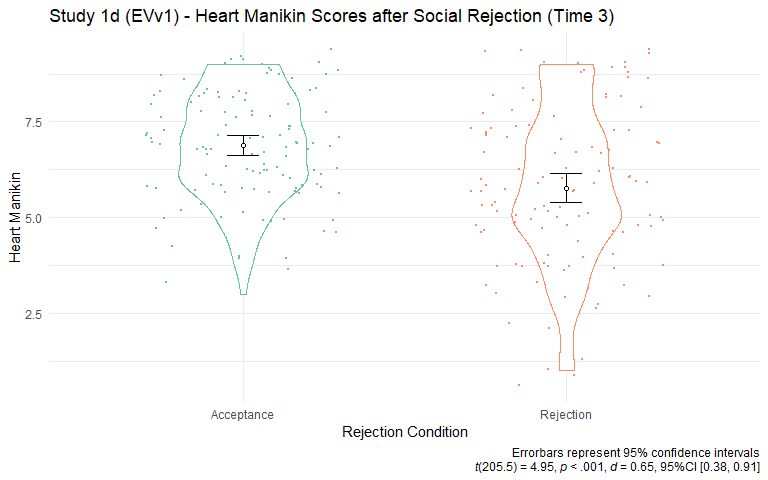 Study 1d (EVv1) - Heart Manikin Scores after Social Rejection (Time 3)
Heart Manikin
7.5
5.0
2.5
Acceptance
Rejection
Rejection Condition
Errorbars represent 95% confidence intervals
t(205.5) = 4.95, p < .001, d = 0.65, 95%CI [0.38, 0.91]